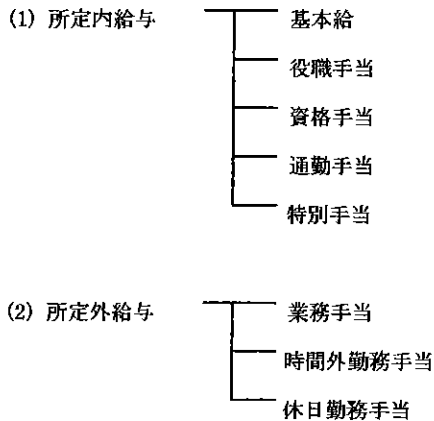 (1) 所定内給与 基本給
役職手当
資格手当
通勤手当
特別手当
(2) 所定外給与 業務手当
時間外勤務手当
休日勤務手当